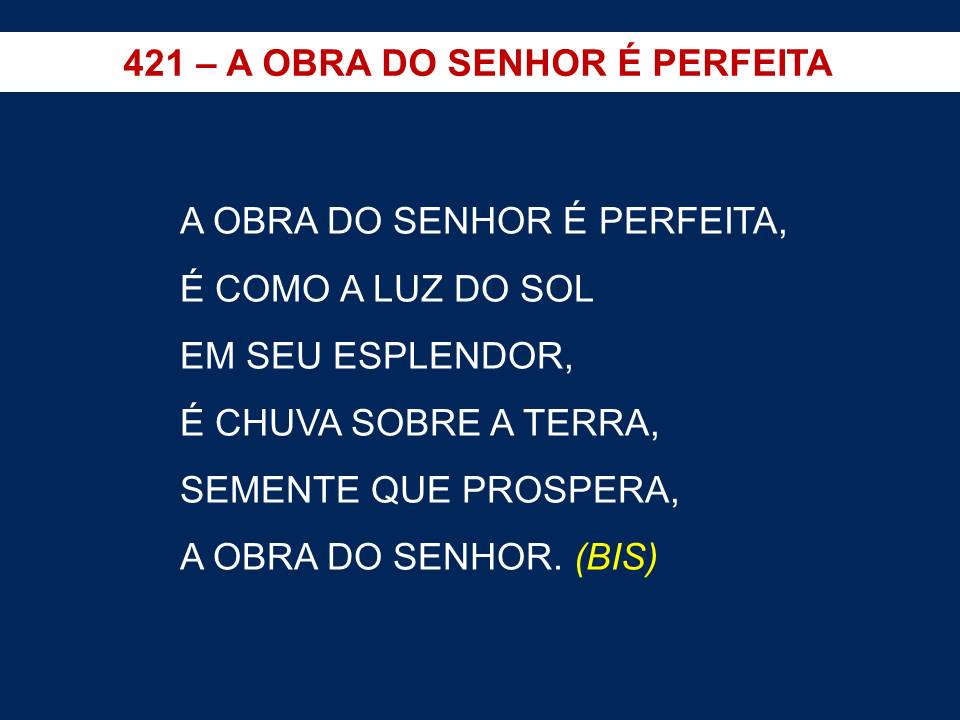 421 – A OBRA DO SENHOR É PERFEITA
A OBRA DO SENHOR É PERFEITA,
É COMO A LUZ DO SOL
EM SEU ESPLENDOR,
É CHUVA SOBRE A TERRA,
SEMENTE QUE PROSPERA,
A OBRA DO SENHOR. (BIS)